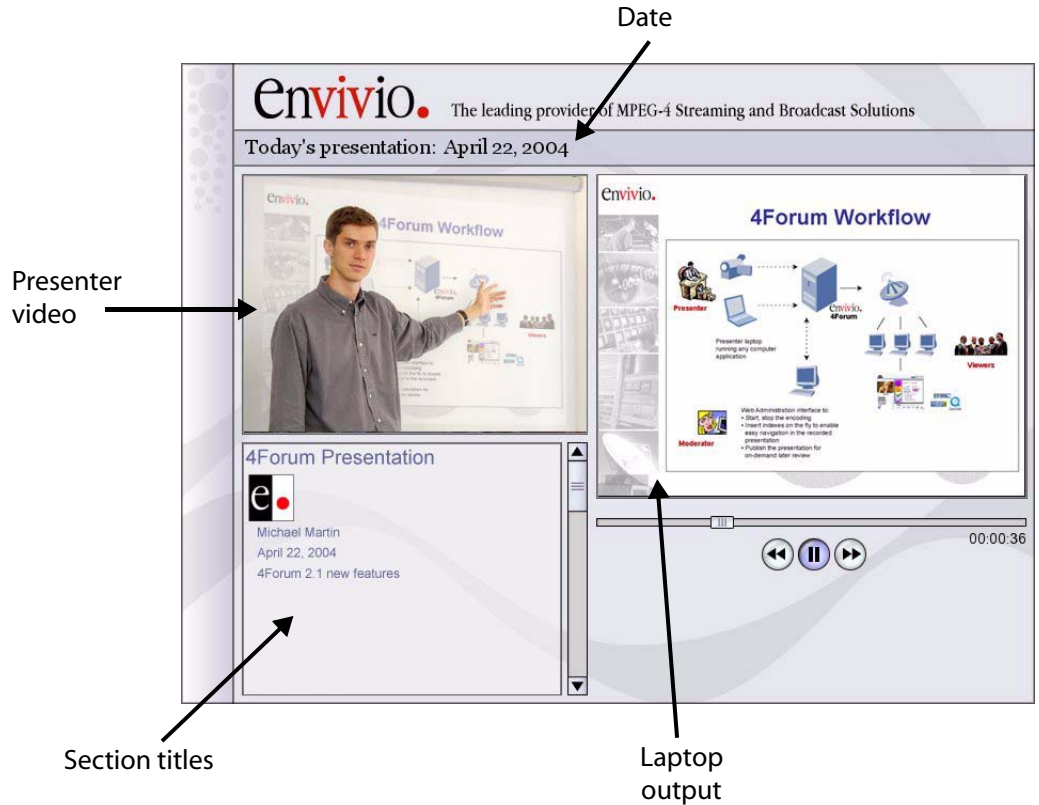 Date
envivio.
The leading provider of MPEG-4 Streaming and Broadcast Solutions
Today's presentation: April 22, 2004
Presenter
video
envivio.
4Forum Workflow
envivio.
4Forum
Viewers
envivio.
4Forum Workflow
Presenter
envivio.
4Forum
Presenter laptop
running any computer
application
Viewers
Moderator
Web Administration interface to:
• Start, stop the encoding
• Insert indexes on the fly to enable
easy navigation in the recorded
presentation
• Publish the presentation for
on-demand later review
4Forum Presentation
e.
Michael Martin
April 22, 2004
4Forum 2.1 new features
00:00:36
Section titles
Laptop
output